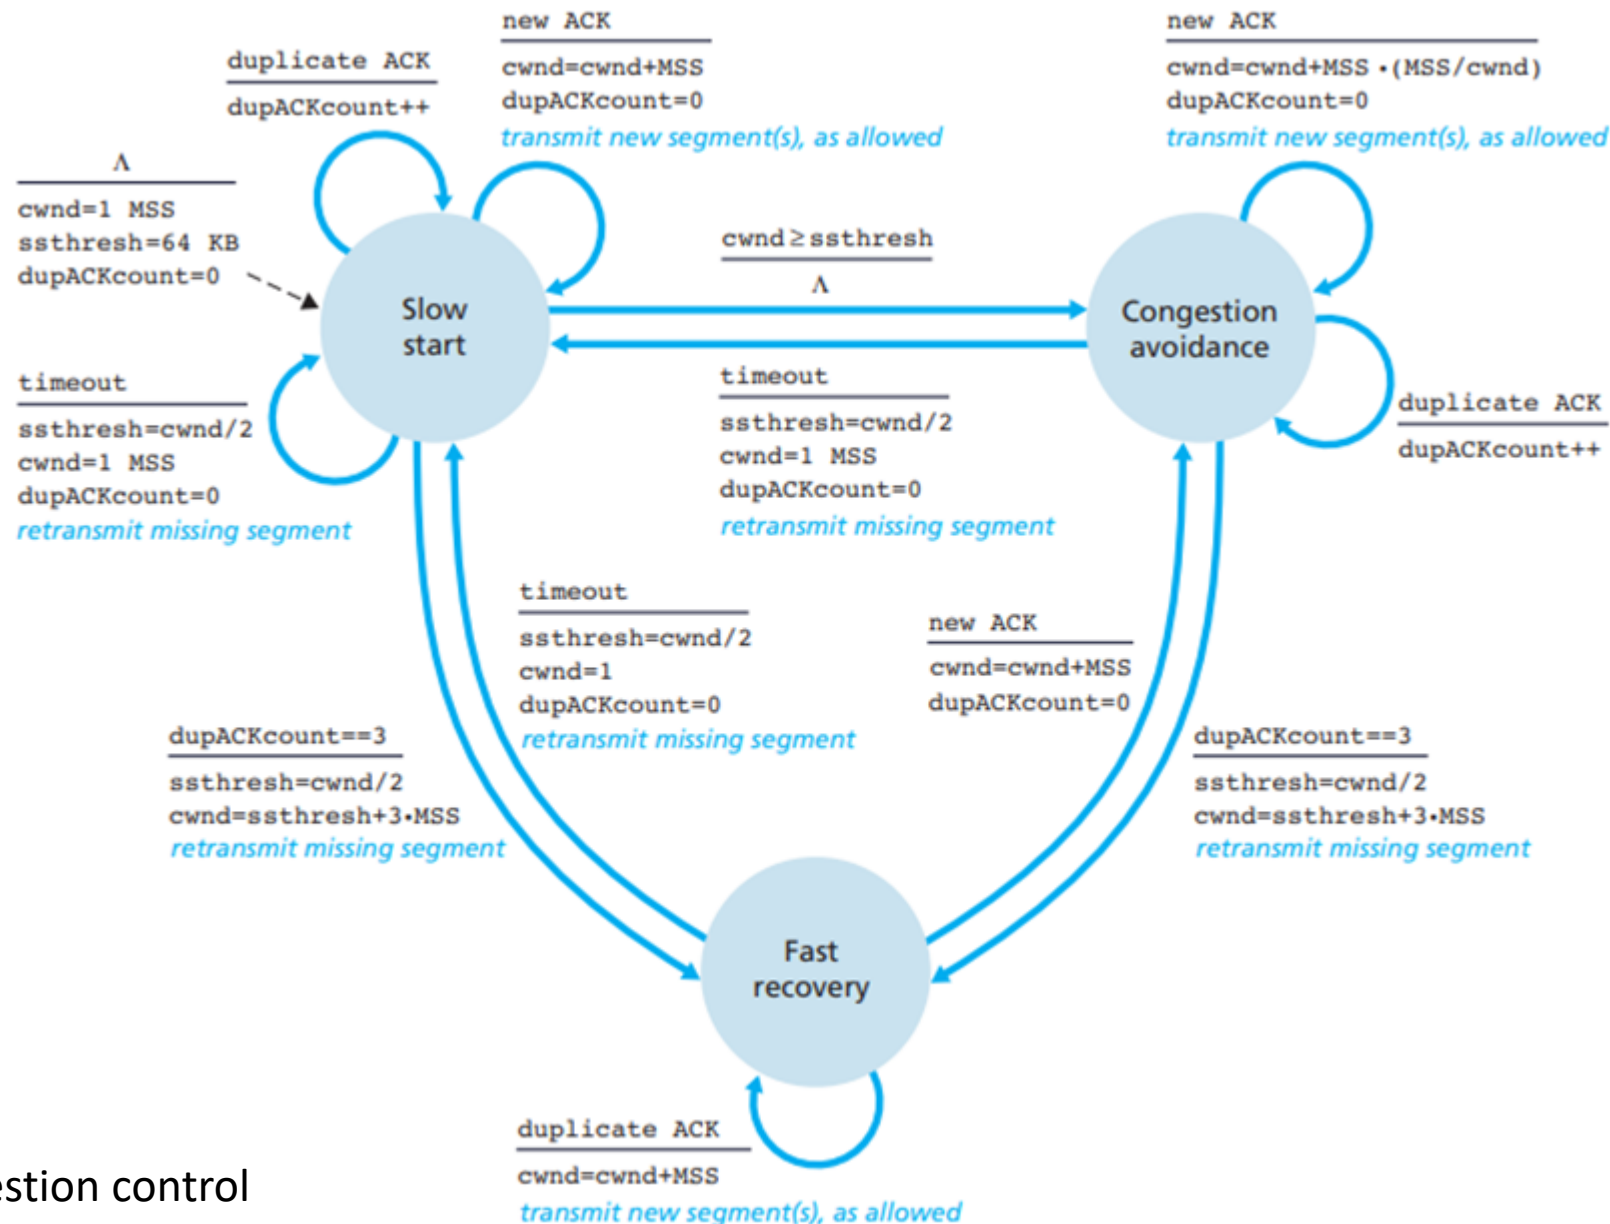 new ACK
cwnd=cwnd+MSS
dupACKcount=0
transmit new segment(s), as allowed
new ACK
cwnd=cwnd+MSS •(MSS/cwnd)
dupACKcount=0
transmit new segment(s), as allowed
duplicate ACK
dupACKcount++
Λ
cwnd=1 MSS
ssthresh=64 KB
dupACKcount=0
Slow
start
cwnd≥ssthresh
Λ
Congestion
avoidance
timeout
ssthresh=cwnd/2
cwnd=1 MSS
dupACKcount=0
retransmit missing segment
timeout
ssthresh=cwnd/2
cwnd=1 MSS
dupACKcount=0
retransmit missing segment
duplicate ACK
dupACKcount++
timeout
ssthresh=cwnd/2
cwnd=1
dupACKcount=0
retransmit missing segment
new ACK
cwnd=cwnd+MSS
dupACKcount=0
dupACKcount==3
ssthresh=cwnd/2
cwnd=ssthresh+3•MSS
retransmit missing segment
dupACKcount==3
ssthresh=cwnd/2
cwnd=ssthresh+3•MSS
retransmit missing segment
Fast
recovery
duplicate ACK
cwnd=cwnd+MSS
transmit new segment(s), as allowed
estion control